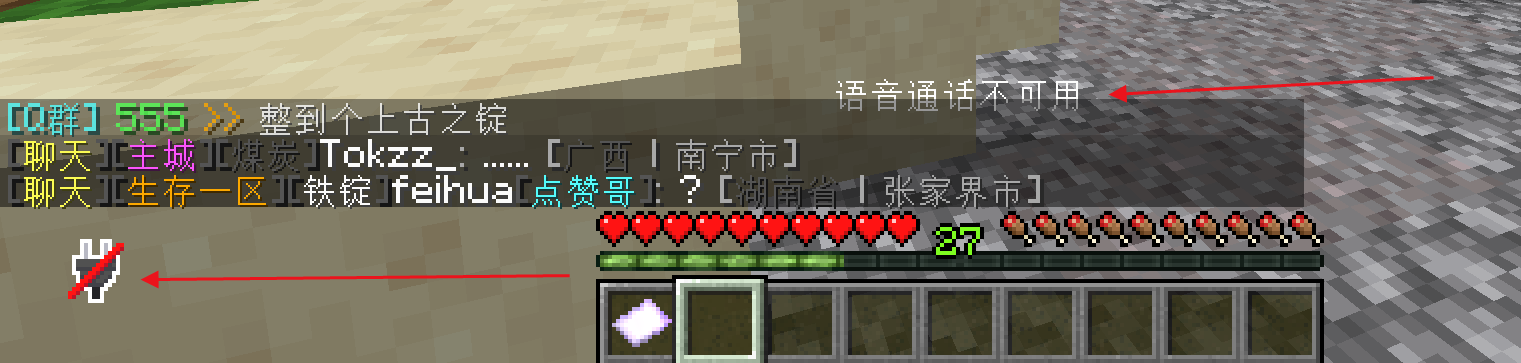 语音通话不可用
[Q群] 555 >> 整到个上古之锭
[聊天][主城][煤炭]Tokzz_: ...... [广西 | 南宁市]
[聊天][生存一区][铁锭]feihua[点赞哥]: ? [湖南省 | 张家界市]
27